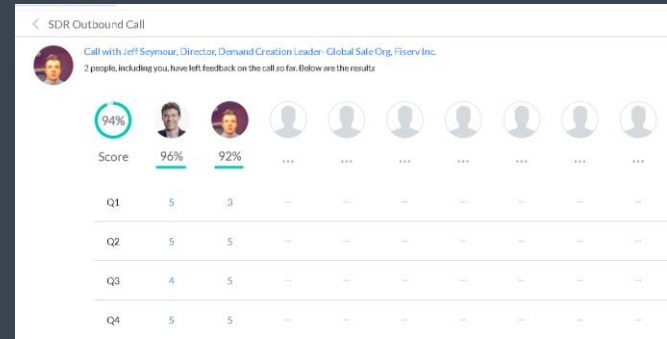 < SDR Outbound Call
Call with Jeff Seymour, Director, Demand Creation Leader- Global Sale Org, Fiserv Inc.
2 people, including you, have left feedback on the call so far. Below are the results
94%
Score 96% 92% ... ... ... ... ... ... ...
Q1 5 3 ... ... ... ... ... ... ...
Q2 5 5 ... ... ... ... ... ... ...
Q3 4 5 ... ... ... ... ... ... ...
Q4 5 5 ... ... ... ... ... ... ...